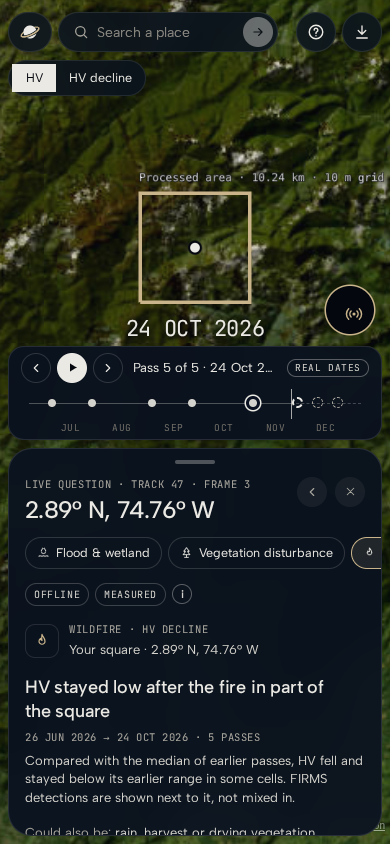 Search a place
HV
HV decline
Processed area · 10.24 km · 10 m grid
24 OCT 2026
Pass 5 of 5 · 24 Oct 2...
REAL DATES
JUL AUG SEP OCT NOV DEC
LIVE QUESTION · TRACK 47 · FRAME 3
2.89° N, 74.76° W
Flood & wetland
Vegetation disturbance
OFFLINE
MEASURED
i
WILDFIRE · HV DECLINE
Your square · 2.89° N, 74.76° W
HV stayed low after the fire in part of
the square
26 JUN 2026 → 24 OCT 2026 · 5 PASSES
Compared with the median of earlier passes, HV fell and
stayed below its earlier range in some cells. FIRMS
detections are shown next to it, not mixed in.
Could also be: rain, harvest or drying vegetation